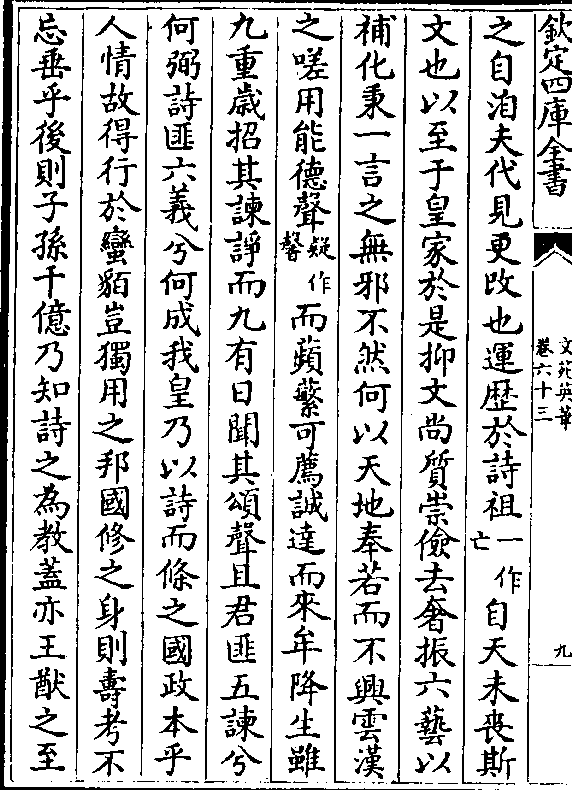 欽定四庫全書
文苑英華
卷六十三
九
之自洎夫代見更改也運歴於詩祖一作亡自天未喪斯
文也以至于皇家於是抑文尚質崇儉去奢振六藝以
補化秉一言之無邪不然何以天地奉若而不興雲漢
之嗟用能德聲疑作馨而蘋蘩可薦誠達而來牟降生雖
九重歳招其諫諍而九有日聞其頌聲且君匪五諫兮
何弼詩匪六義兮何成我皇乃以詩而條之國政本乎
人情故得行於蠻貊豈獨用之邦國修之身則壽考不
忘垂乎後則子孫千億乃知詩之為教蓋亦王猷之至